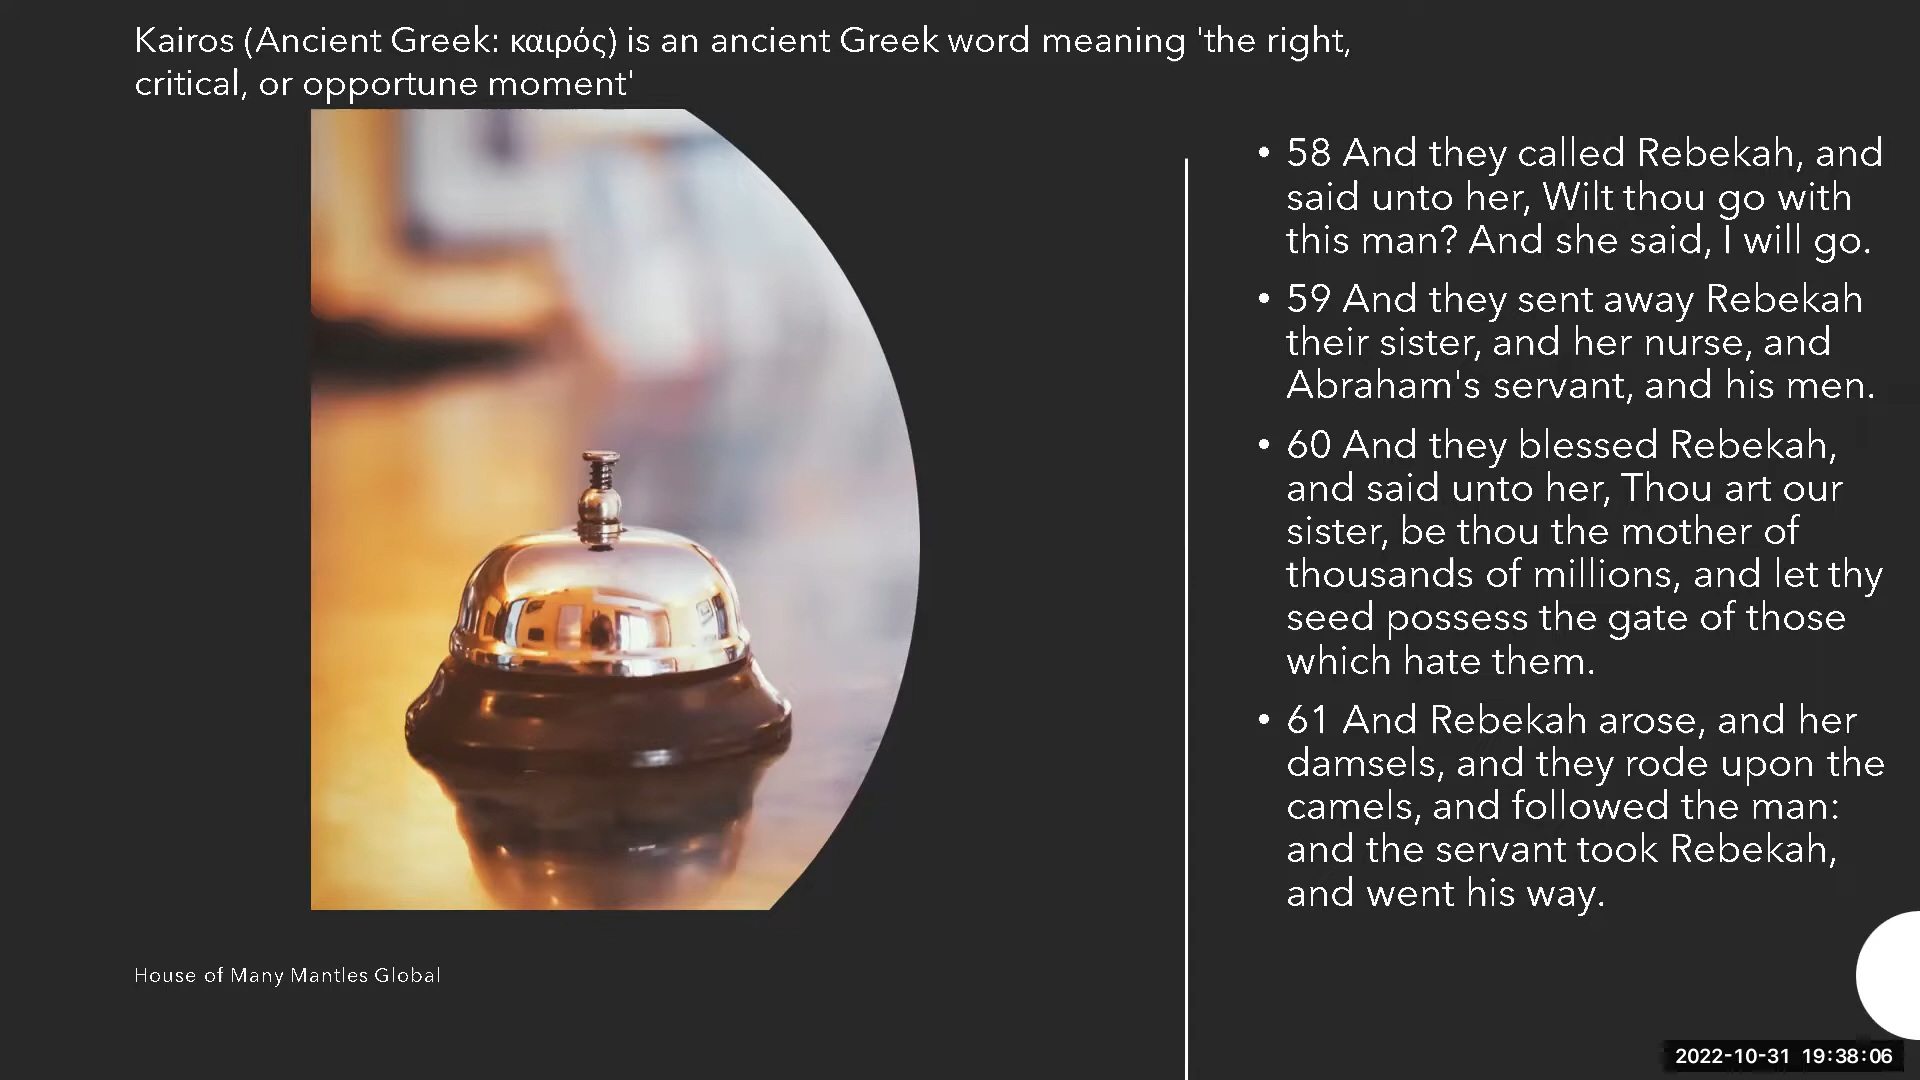 Kairos (Ancient Greek: καιρός) is an ancient Greek word meaning 'the right,
critical, or opportune moment'
• 58 And they called Rebekah, and
said unto her, Wilt thou go with
this man? And she said, I will go.
• 59 And they sent away Rebekah
their sister, and her nurse, and
Abraham's servant, and his men.
• 60 And they blessed Rebekah,
and said unto her, Thou art our
sister, be thou the mother of
thousands of millions, and let thy
seed possess the gate of those
which hate them.
• 61 And Rebekah arose, and her
damsels, and they rode upon the
camels, and followed the man:
and the servant took Rebekah,
and went his way.
House of Many Mantles Global
2022-10-31 19:38:06